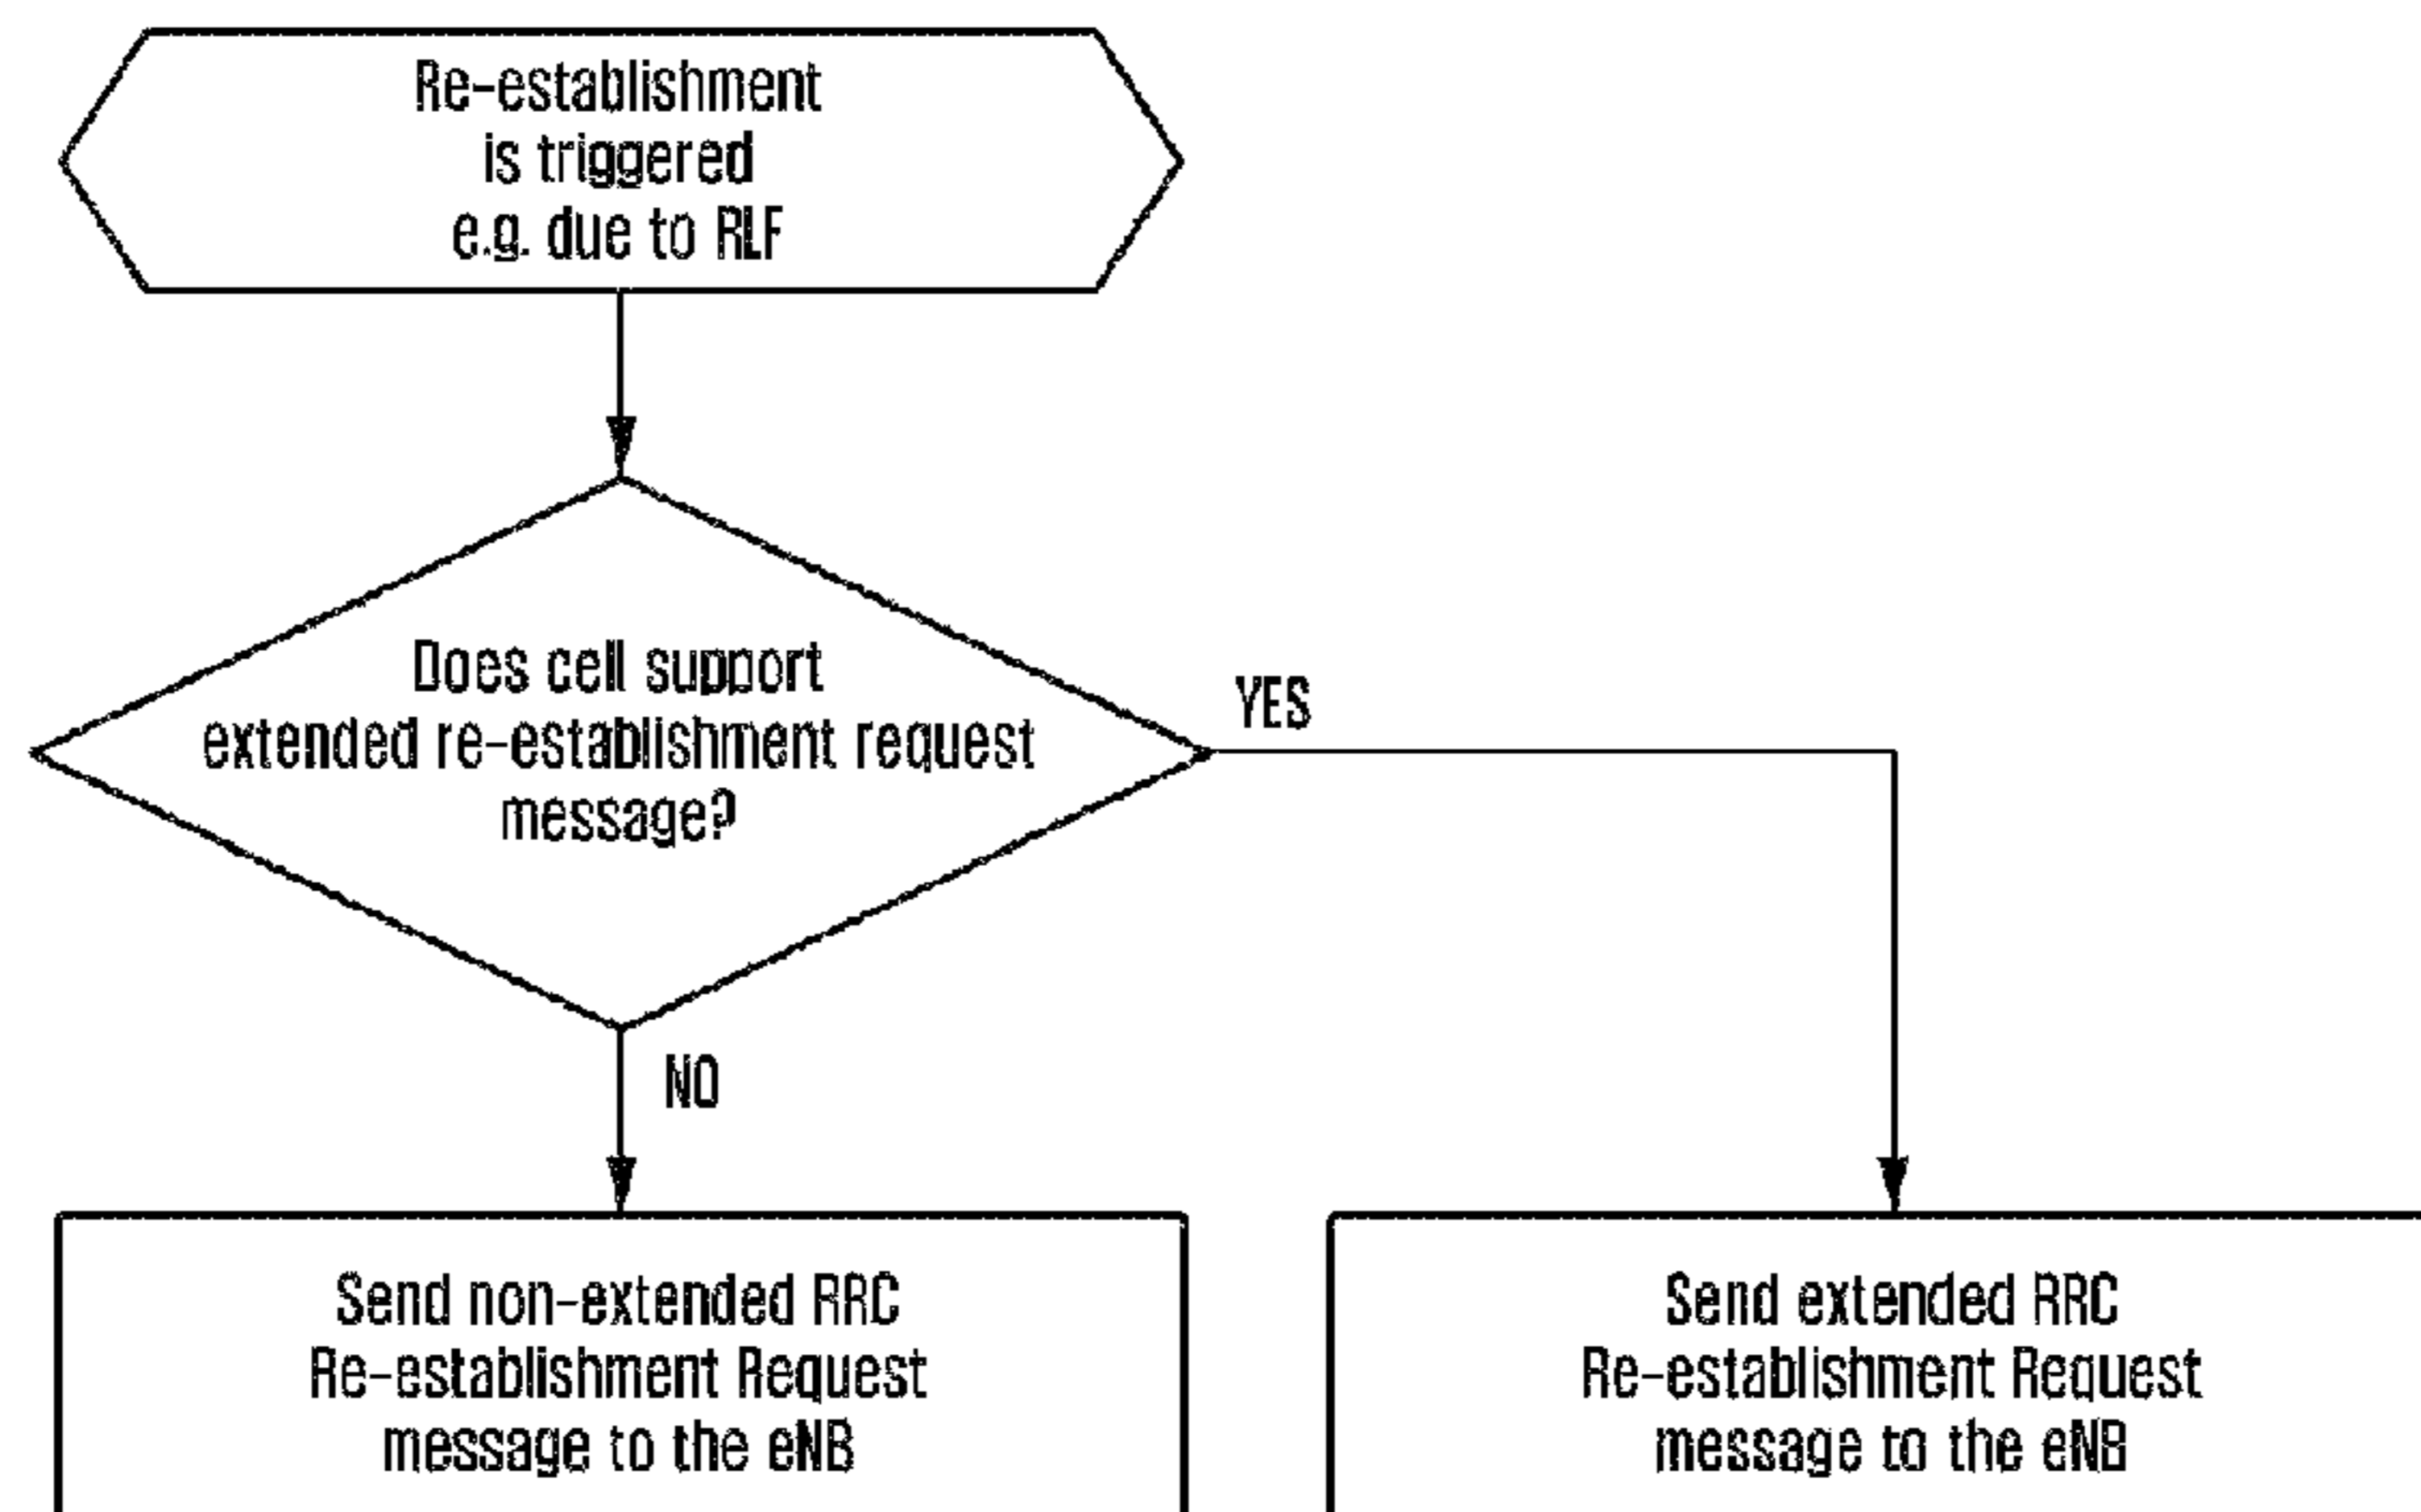 Re-establishment
is triggered
e.g. due to RLF
Does cell support
extended re-establishment request
message?
YES
NO
Send non-extended RRC
Re-establishment Request
message to the eNB
Send extended RRC
Re-establishment Request
message to the eNB